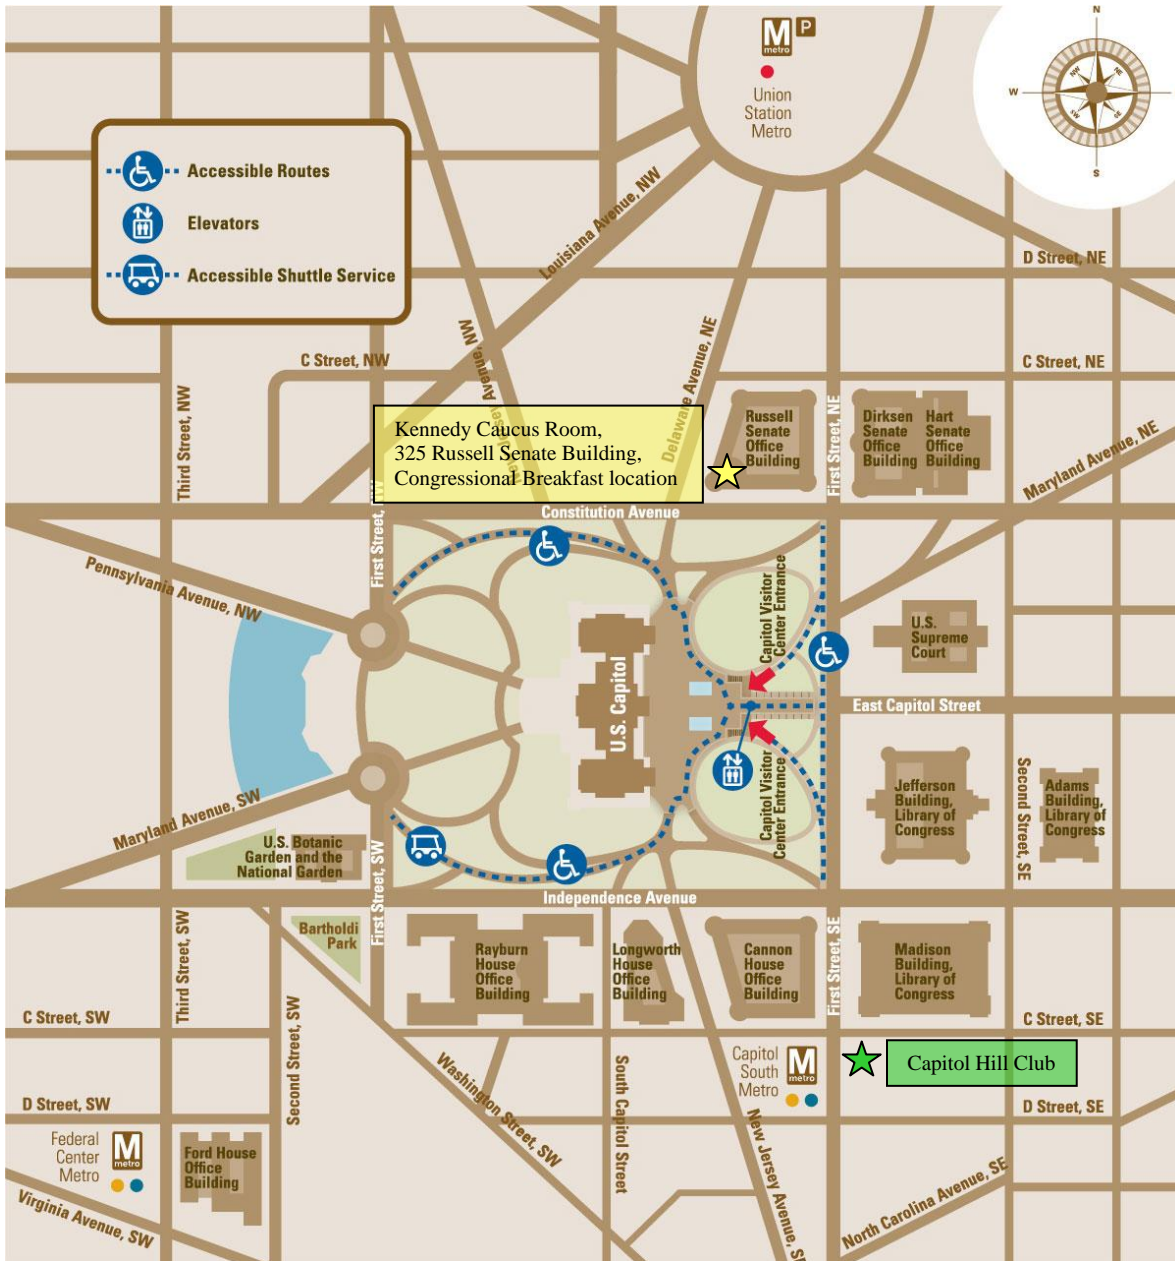 N
NW
NE
W
SW
SE
S
M
metro
P
Union
Station
Metro
Accessible Routes
Elevators
Accessible Shuttle Service
Louisiana Avenue, NW
D Street, NE
C Street, NW
C Street, NE
Third Street, NW
Delaware Avenue, NE
Russell
Senate
Office
Building
First Street, NE
Dirksen
Senate
Office
Building
Hart
Senate
Office
Building
Maryland Avenue, NE
Kennedy Caucus Room,
325 Russell Senate Building,
Congressional Breakfast location
Constitution Avenue
Pennsylvania Avenue, NW
Capitol Visitor
Center Entrance
U.S.
Supreme
Court
U.S. Capitol
East Capitol Street
Capitol Visitor
Center Entrance
Jefferson
Building,
Library of
Congress
Second Street, SE
Adams
Building,
Library of
Congress
Maryland Avenue, SW
U.S. Botanic
Garden and the
National Garden
First Street, SW
Independence Avenue
Bartholdi
Park
Third Street, SW
Rayburn
House
Office
Building
Longworth
House
Office
Building
Cannon
House
Office
Building
First Street, SE
Madison
Building,
Library of
Congress
C Street, SW
C Street, SE
Second Street, SW
Washington Street, SW
South Capitol Street
Capitol
South
Metro
M
metro
Capitol Hill Club
D Street, SW
D Street, SE
New Jersey Avenue, SE
Federal
Center
Metro
M
metro
Ford House
Office
Building
Virginia Avenue, SW
North Carolina Avenue, SE